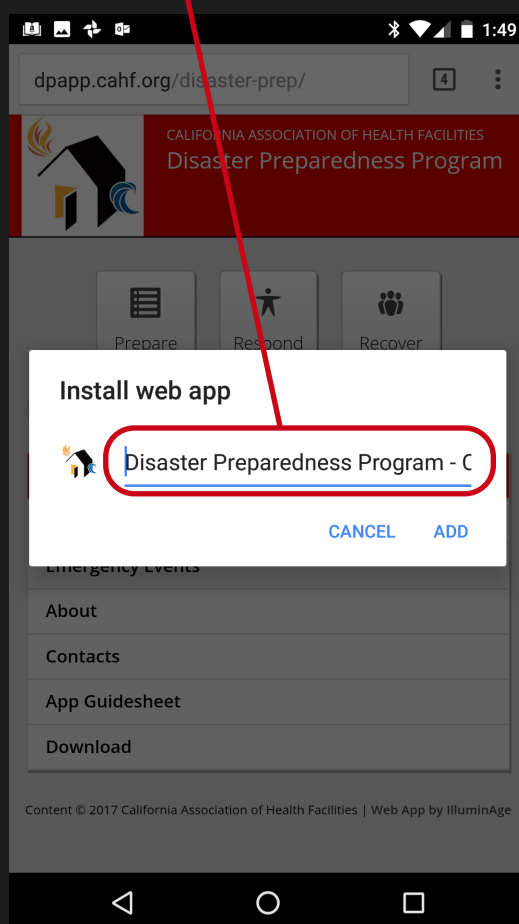 1:49
dpapp.cahf.org/disaster-prep/
4
CALIFORNIA ASSOCIATION OF HEALTH FACILITIES
Disaster Preparedness Program
Prepare Respond Recover
Install web app
Disaster Preparedness Program - C
CANCEL ADD
Emergency Events
About
Contacts
App Guidesheet
Download
Content © 2017 California Association of Health Facilities | Web App by IlluminAge